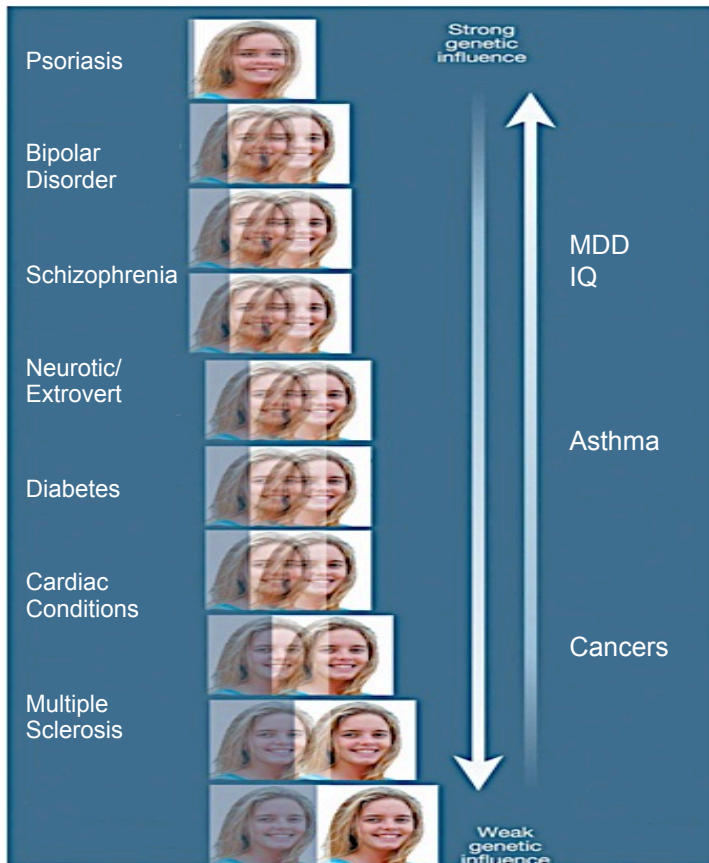 Strong
genetic
influence
Psoriasis
Bipolar
Disorder
MDD
IQ
Schizophrenia
Neurotic/
Extrovert
Asthma
Diabetes
Cardiac
Conditions
Cancers
Multiple
Sclerosis
Weak
genetic
influence